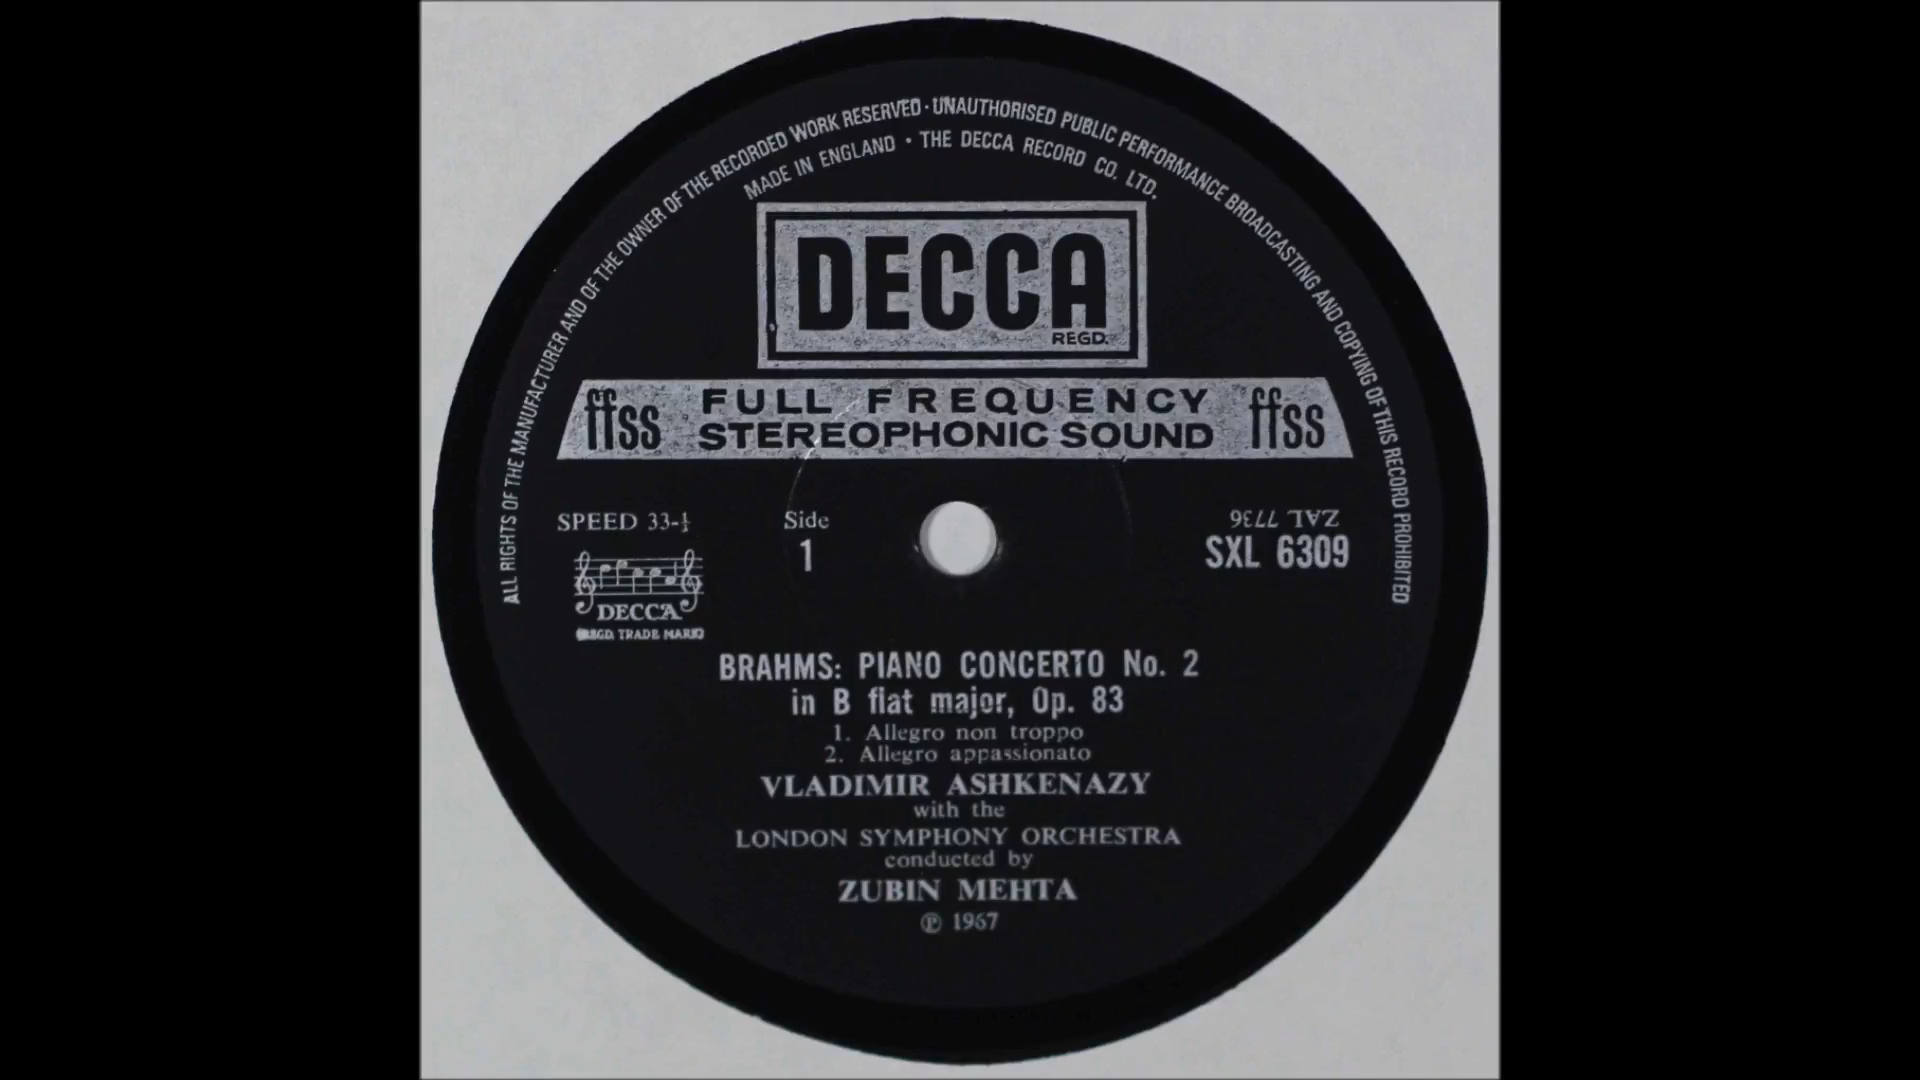 ALL RIGHTS OF THE MANUFACTURER AND OF THE OWNER OF THE RECORDED WORK RESERVED · UNAUTHORISED PUBLIC PERFORMANCE BROADCASTING AND COPYING OF THIS RECORD PROHIBITED
MADE IN ENGLAND • THE DECCA RECORD CO. LTD.
DECCA
REGD.
ffss FULL FREQUENCY ffss
STEREOPHONIC SOUND
SPEED 33-⅓
Side
1
ZAL 7736
SXL 6309
DECCA
(REGD. TRADE MARK)
BRAHMS: PIANO CONCERTO No. 2
in B flat major, Op. 83
1. Allegro non troppo
2. Allegro appassionato
VLADIMIR ASHKENAZY
with the
LONDON SYMPHONY ORCHESTRA
conducted by
ZUBIN MEHTA
℗ 1967